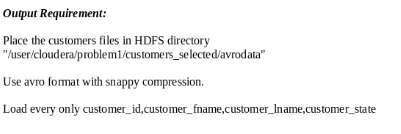 Output Requirement:
Place the customers files in HDFS directory
"/user/cloudera/problem1/customers_selected/avrodata"
Use avro format with snappy compression.
Load every only customer_id,customer_fname,customer_lname,customer_state